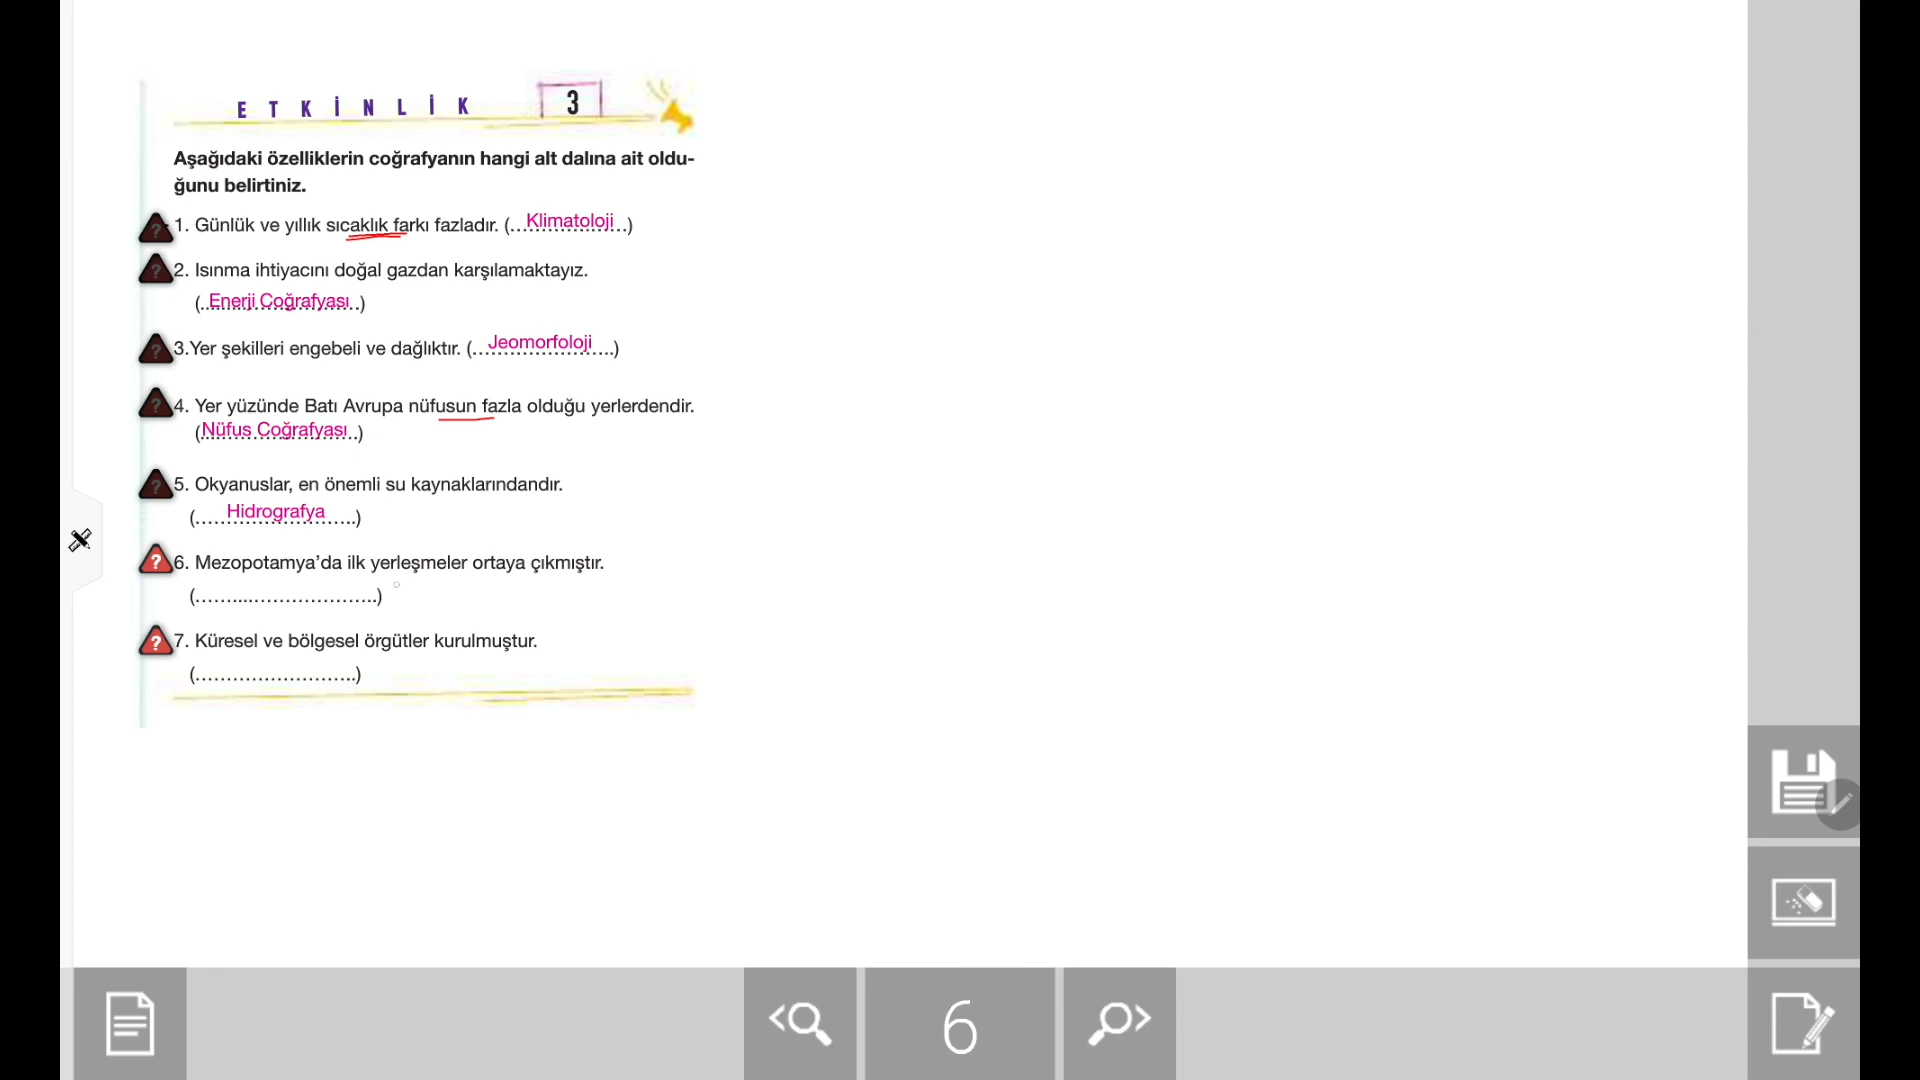 ETKİNLİK 3
Aşağıdaki özelliklerin coğrafyanın hangi alt dalına ait oldu-
ğunu belirtiniz.
? 1. Günlük ve yıllık sıcaklık farkı fazladır. (…Klimatoloji…)
? 2. Isınma ihtiyacını doğal gazdan karşılamaktayız.
(..Enerji Coğrafyası..)
? 3.Yer şekilleri engebeli ve dağlıktır. (…Jeomorfoloji….)
? 4. Yer yüzünde Batı Avrupa nüfusun fazla olduğu yerlerdendir.
(Nüfus Coğrafyası..)
? 5. Okyanuslar, en önemli su kaynaklarındandır.
(….Hidrografya…..)
? 6. Mezopotamya’da ilk yerleşmeler ortaya çıkmıştır.
(……....………………..)
? 7. Küresel ve bölgesel örgütler kurulmuştur.
(……………………..)
6